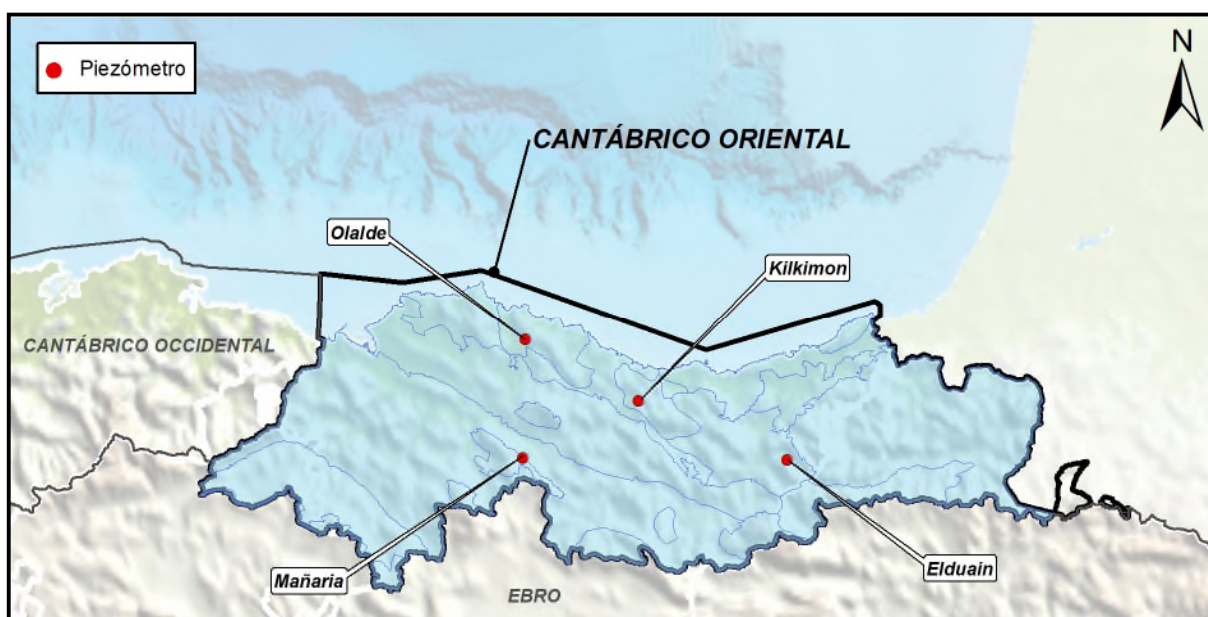 Piezómetro
N
CANTÁBRICO ORIENTAL
Olalde
Kilkimon
CANTÁBRICO OCCIDENTAL
Mañaria
Elduain
EBRO